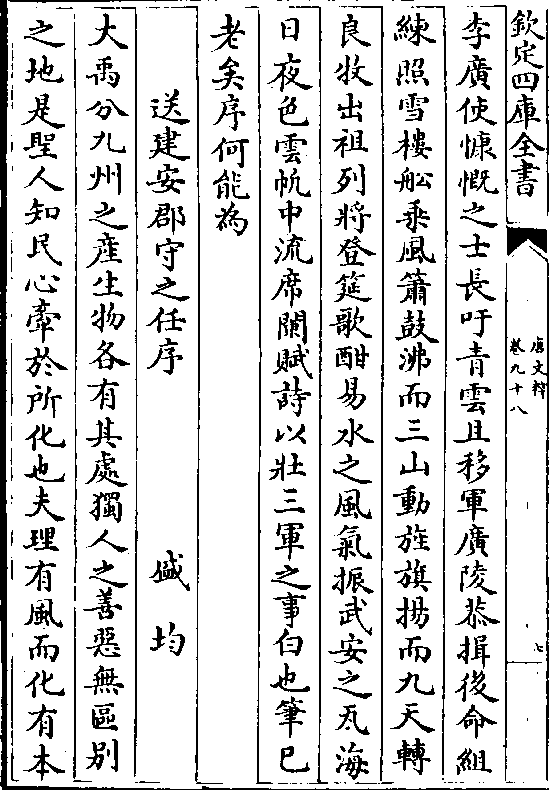 欽定四庫全書
唐文粹
卷九十八
七
李廣使慷慨之士長吁青雲且移軍廣陵恭揖後命組
練照雪樓船乘風簫鼓沸而三山動旌旗揚而九天轉
良牧出祖列將登筵歌酣易水之風氣振武安之瓦海
日夜色雲帆中流席闌賦詩以壯三軍之事白也筆已
老矣序何能為
送建安郡守之任序 盛均
大禹分九州之產生物各有其處獨人之善惡無區别
之地是聖人知民心牽於所化也夫理有風而化有本